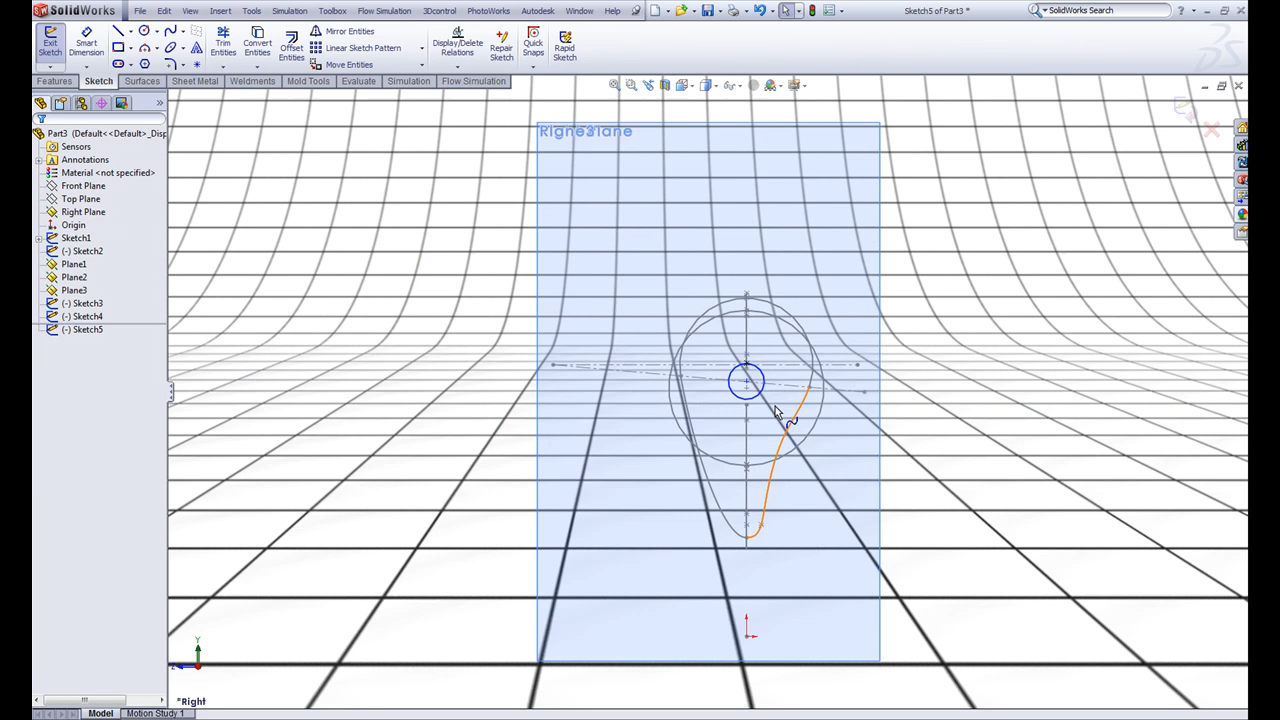 SolidWorks
File Edit View Insert Tools Simulation Toolbox Flow Simulation 3Dcontrol PhotoWorks Autodesk Window Help
Sketch5 of Part3 *
SolidWorks Search
Exit Sketch
Smart Dimension
Trim Entities
Convert Entities
Offset Entities
Mirror Entities
Linear Sketch Pattern
Move Entities
Display/Delete Relations
Repair Sketch
Quick Snaps
Rapid Sketch
Features Sketch Surfaces Sheet Metal Weldments Mold Tools Evaluate Simulation Flow Simulation
Part3 (Default<<Default>_Disp
Sensors
Annotations
Material <not specified>
Front Plane
Top Plane
Right Plane
Origin
Sketch1
(-) Sketch2
Plane1
Plane2
Plane3
(-) Sketch3
(-) Sketch4
(-) Sketch5
Y
*Right
Model Motion Study 1